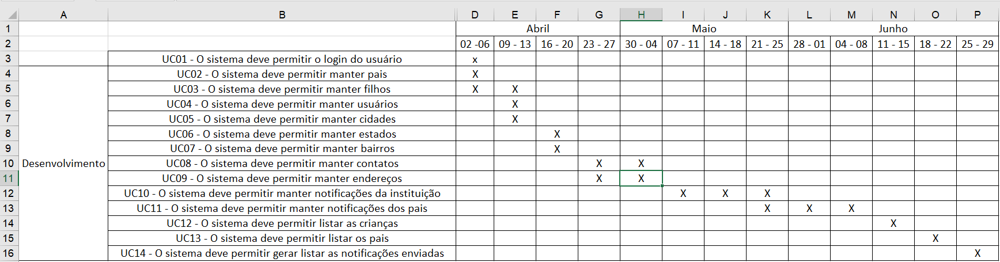 A B D E F G H I J K L M N O P
1 Abril Maio Junho
2 02 -06 09 - 13 16 - 20 23 - 27 30 - 04 07 - 11 14 - 18 21 - 25 28 - 01 04 - 08 11 - 15 18 - 22 25 - 29
3 UC01 - O sistema deve permitir o login do usuário x
4 UC02 - O sistema deve permitir manter pais X
5 UC03 - O sistema deve permitir manter filhos X X
6 UC04 - O sistema deve permitir manter usuários X
7 UC05 - O sistema deve permitir manter cidades X
8 UC06 - O sistema deve permitir manter estados X
9 UC07 - O sistema deve permitir manter bairros X
10 Desenvolvimento UC08 - O sistema deve permitir manter contatos X X
11 UC09 - O sistema deve permitir manter endereços X X
12 UC10 - O sistema deve permitir manter notificações da instituição X X X
13 UC11 - O sistema deve permitir manter notificações dos pais X X X
14 UC12 - O sistema deve permitir listar as crianças X
15 UC13 - O sistema deve permitir listar os pais X
16 UC14 - O sistema deve permitir gerar listar as notificações enviadas X